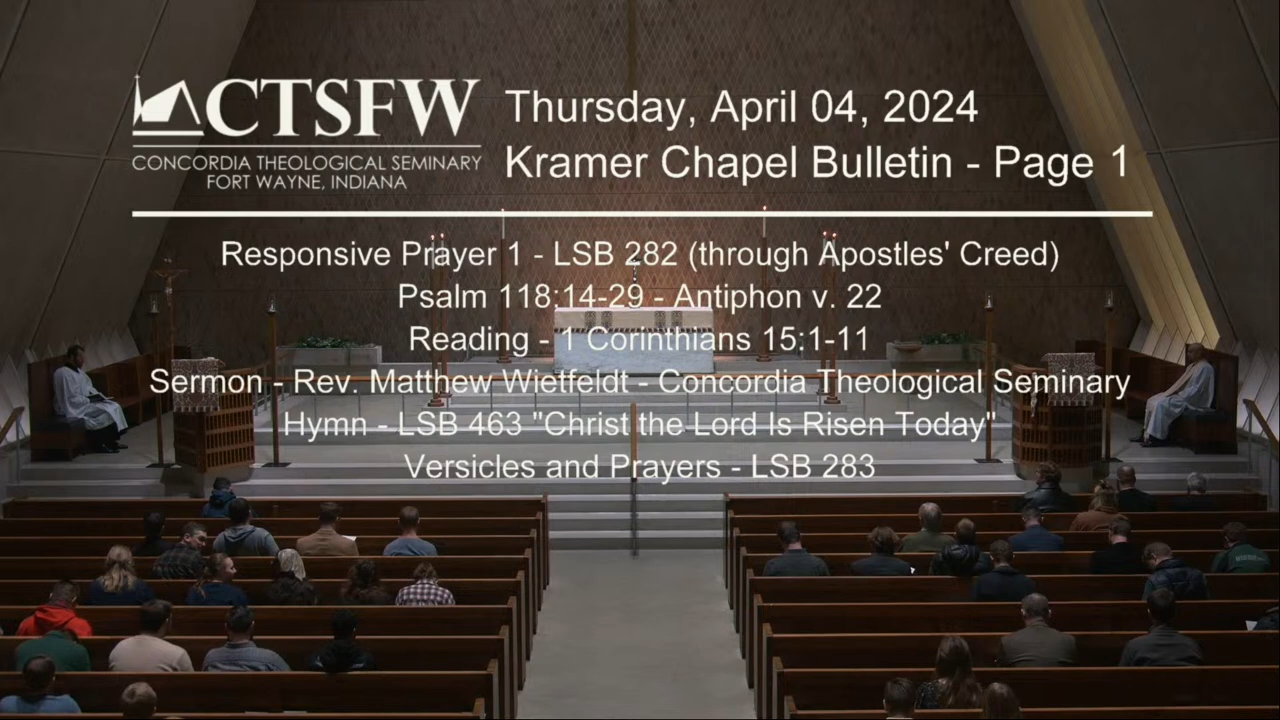 CTSFW
CONCORDIA THEOLOGICAL SEMINARY
FORT WAYNE, INDIANA
Thursday, April 04, 2024
Kramer Chapel Bulletin - Page 1
Responsive Prayer 1 - LSB 282 (through Apostles' Creed)
Psalm 118:14-29 - Antiphon v. 22
Reading - 1 Corinthians 15:1-11
Sermon - Rev. Matthew Wietfeldt - Concordia Theological Seminary
Hymn - LSB 463 "Christ the Lord Is Risen Today"
Versicles and Prayers - LSB 283